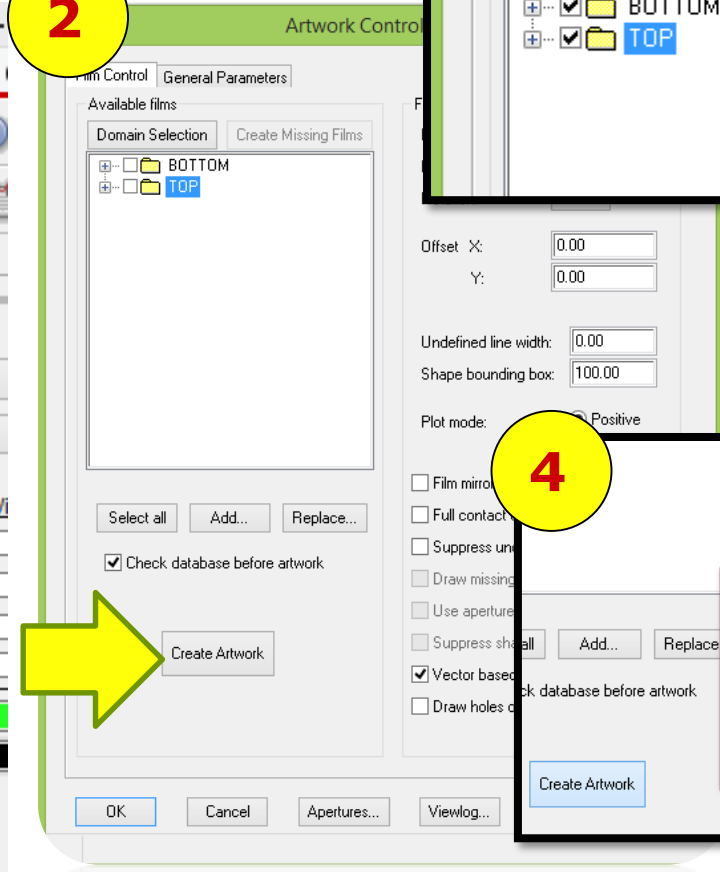 2
Artwork Control
Film Control
General Parameters
Available films
Domain Selection
Create Missing Films
BOTTOM
TOP
Select all
Add...
Replace...
Check database before artwork
Create Artwork
Offset X: 0.00
Y: 0.00
Undefined line width: 0.00
Shape bounding box: 100.00
Plot mode: Positive
Film mirro
Full contact
Suppress un
Draw missing
Use aperture
Suppress sha
Vector based
Draw holes o
OK
Cancel
Apertures...
Viewlog...
BOTTOM
TOP
4
all
Add...
Replace
ck database before artwork
Create Artwork